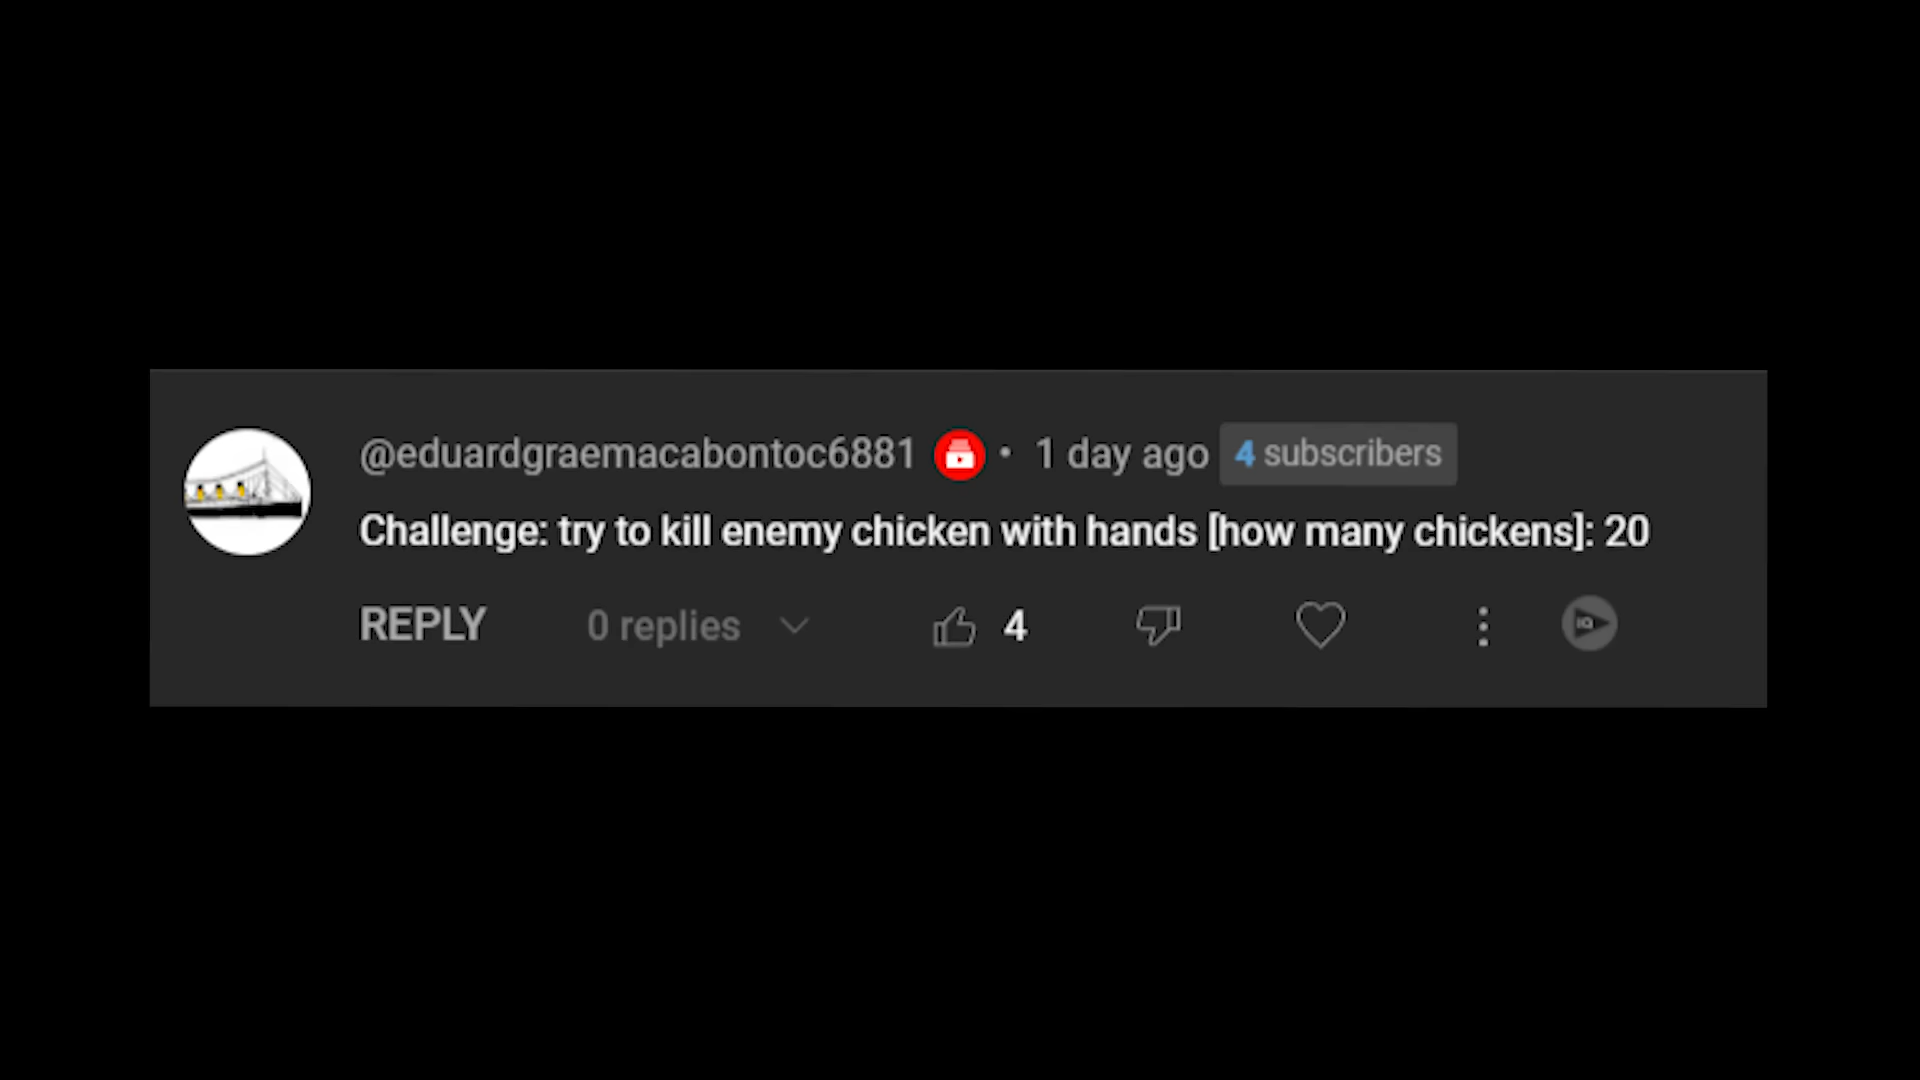 @eduardgraemacabontoc6881 • 1 day ago 4 subscribers
Challenge: try to kill enemy chicken with hands [how many chickens]: 20
REPLY 0 replies 4
IQ